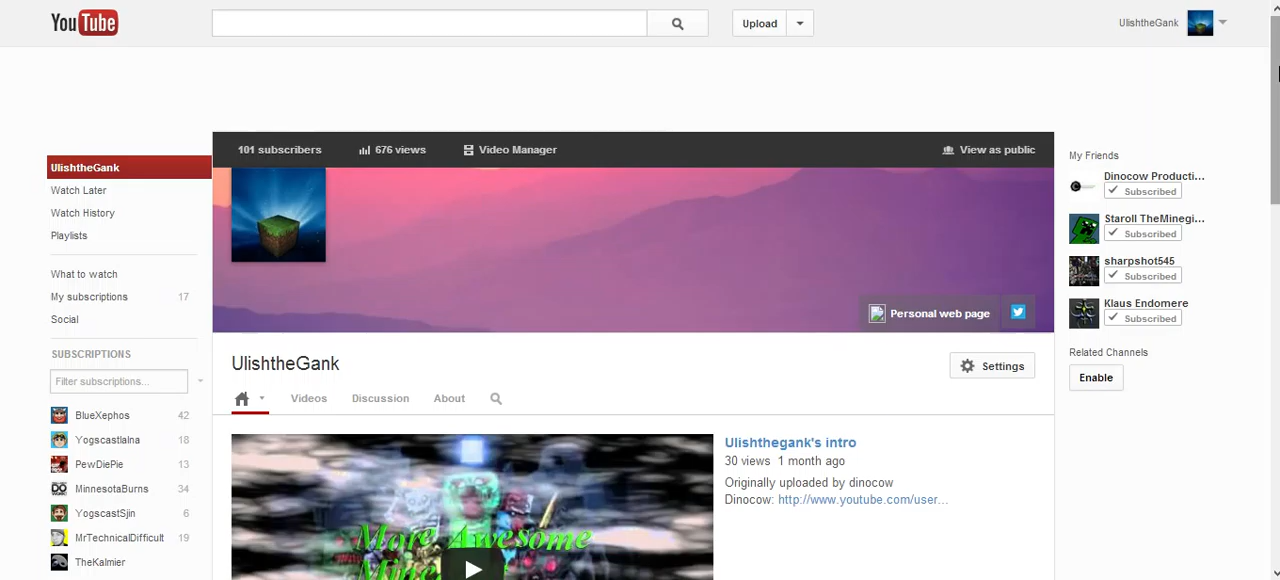 YouTube
Upload
UlishtheGank
101 subscribers
676 views
Video Manager
View as public
UlishtheGank
Watch Later
Watch History
Playlists
What to watch
My subscriptions 17
Social
SUBSCRIPTIONS
Filter subscriptions...
BlueXephos 42
Yogscastlalna 18
PewDiePie 13
MinnesotaBurns 34
YogscastSjin 6
MrTechnicalDifficult 19
TheKalmier
Personal web page
UlishtheGank
Settings
Videos
Discussion
About
More Awesome
Ulishthegank's intro
30 views 1 month ago
Originally uploaded by dinocow
Dinocow: http://www.youtube.com/user...
My Friends
Dinocow Producti...
Subscribed
Staroll TheMinegi...
Subscribed
sharpshot545
Subscribed
Klaus Endomere
Subscribed
Related Channels
Enable